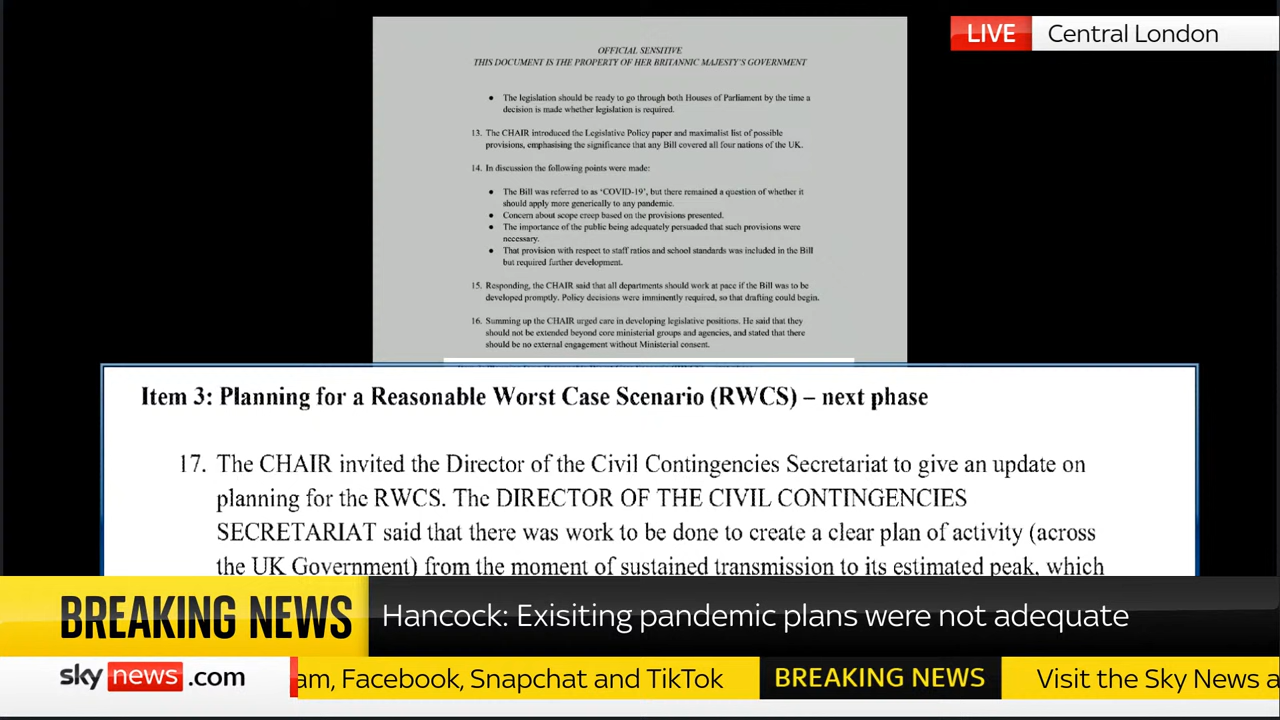 LIVE Central London
OFFICIAL SENSITIVE
THIS DOCUMENT IS THE PROPERTY OF HER BRITANNIC MAJESTY'S GOVERNMENT
● The legislation should be ready to go through both Houses of Parliament by the time a
decision is made whether legislation is required.
13. The CHAIR introduced the Legislative Policy paper and maximalist list of possible
provisions, emphasising the significance that any Bill covered all four nations of the UK.
14. In discussion the following points were made:
● The Bill was referred to as 'COVID-19', but there remained a question of whether it
should apply more generically to any pandemic.
● Concern about scope creep based on the provisions presented.
● The importance of the public being adequately persuaded that such provisions were
necessary.
● That provision with respect to staff ratios and school standards was included in the Bill
but required further development.
15. Responding, the CHAIR said that all departments should work at pace if the Bill was to be
developed promptly. Policy decisions were imminently required, so that drafting could begin.
16. Summing up the CHAIR urged care in developing legislative positions. He said that they
should not be extended beyond core ministerial groups and agencies, and stated that there
should be no external engagement without Ministerial consent.
Item 3: Planning for a Reasonable Worst Case Scenario (RWCS) – next phase
17. The CHAIR invited the Director of the Civil Contingencies Secretariat to give an update on
planning for the RWCS. The DIRECTOR OF THE CIVIL CONTINGENCIES
SECRETARIAT said that there was work to be done to create a clear plan of activity (across
the UK Government) from the moment of sustained transmission to its estimated peak, which
BREAKING NEWS Hancock: Exisiting pandemic plans were not adequate
sky news .com am, Facebook, Snapchat and TikTok BREAKING NEWS Visit the Sky News a